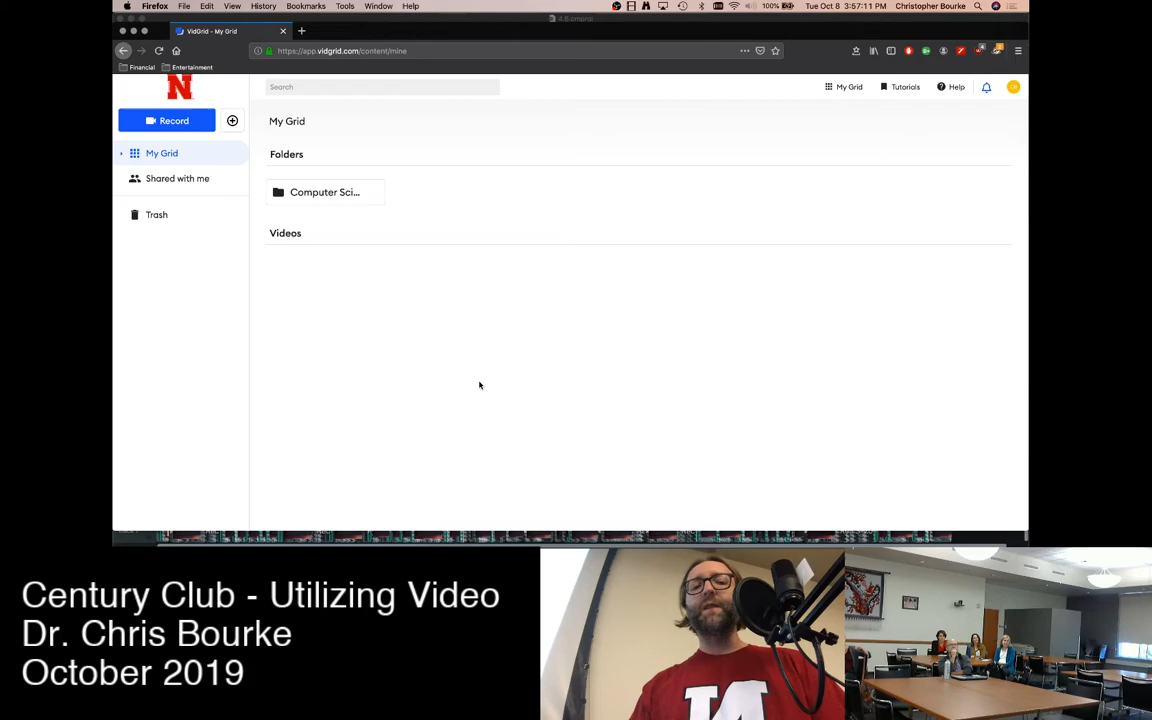 Firefox File Edit View History Bookmarks Tools Window Help 100% Tue Oct 8 3:57:11 PM Christopher Bourke
VidGrid - My Grid
https://app.vidgrid.com/content/mine
Financial Entertainment
N
Search My Grid Tutorials Help
Record
My Grid
My Grid
Folders
Shared with me
Computer Sci...
Trash
Videos
Century Club - Utilizing Video
Dr. Chris Bourke
October 2019